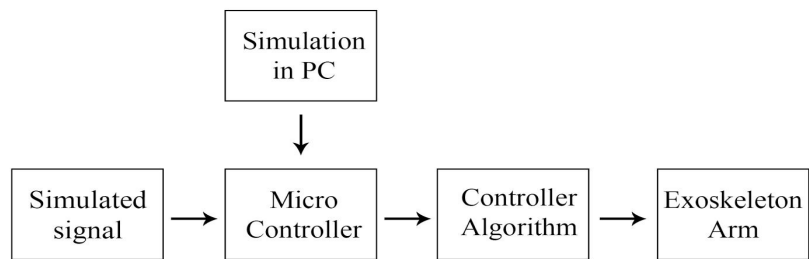 Simulation
in PC
Simulated
signal
Micro
Controller
Controller
Algorithm
Exoskeleton
Arm